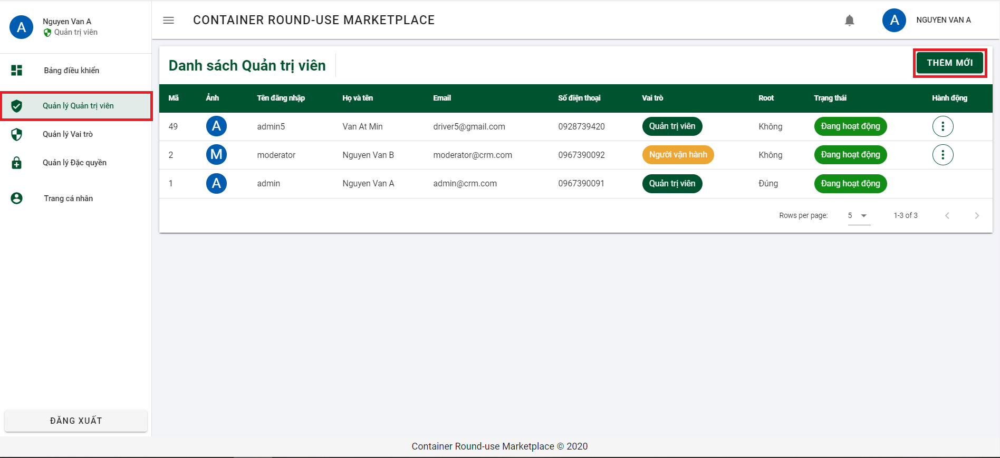 A
Nguyen Van A
Quản trị viên
CONTAINER ROUND-USE MARKETPLACE
A
NGUYEN VAN A
Bảng điều khiển
Quản lý Quản trị viên
Quản lý Vai trò
Quản lý Đặc quyền
Trang cá nhân
ĐĂNG XUẤT
Danh sách Quản trị viên
THÊM MỚI
Mã Ảnh Tên đăng nhập Họ và tên Email Số điện thoại Vai trò Root Trạng thái Hành động
49 A admin5 Van At Min driver5@gmail.com 0928739420 Quản trị viên Không Đang hoạt động
2 M moderator Nguyen Van B moderator@crm.com 0967390092 Người vận hành Không Đang hoạt động
1 A admin Nguyen Van A admin@crm.com 0967390091 Quản trị viên Đúng Đang hoạt động
Rows per page: 5 1-3 of 3
Container Round-use Marketplace © 2020